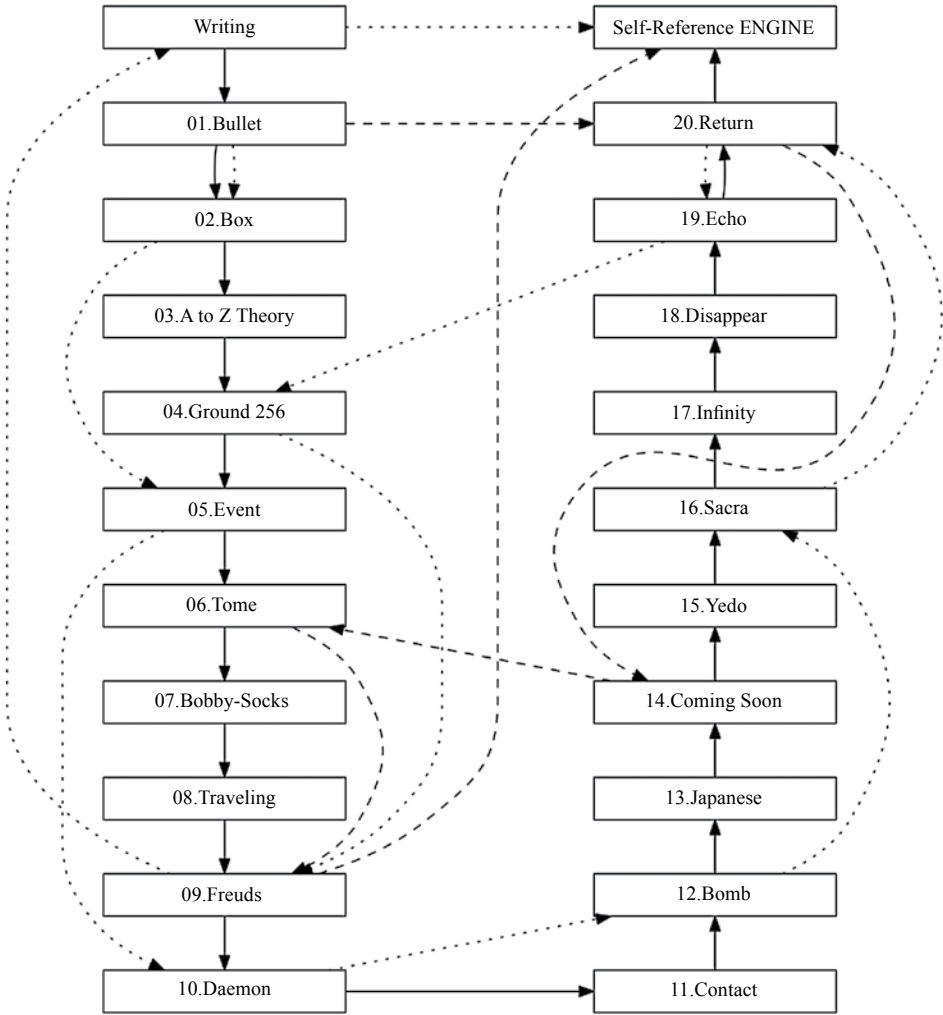 Writing
01.Bullet
02.Box
03.A to Z Theory
04.Ground 256
05.Event
06.Tome
07.Bobby-Socks
08.Traveling
09.Freuds
10.Daemon
Self-Reference ENGINE
20.Return
19.Echo
18.Disappear
17.Infinity
16.Sacra
15.Yedo
14.Coming Soon
13.Japanese
12.Bomb
11.Contact